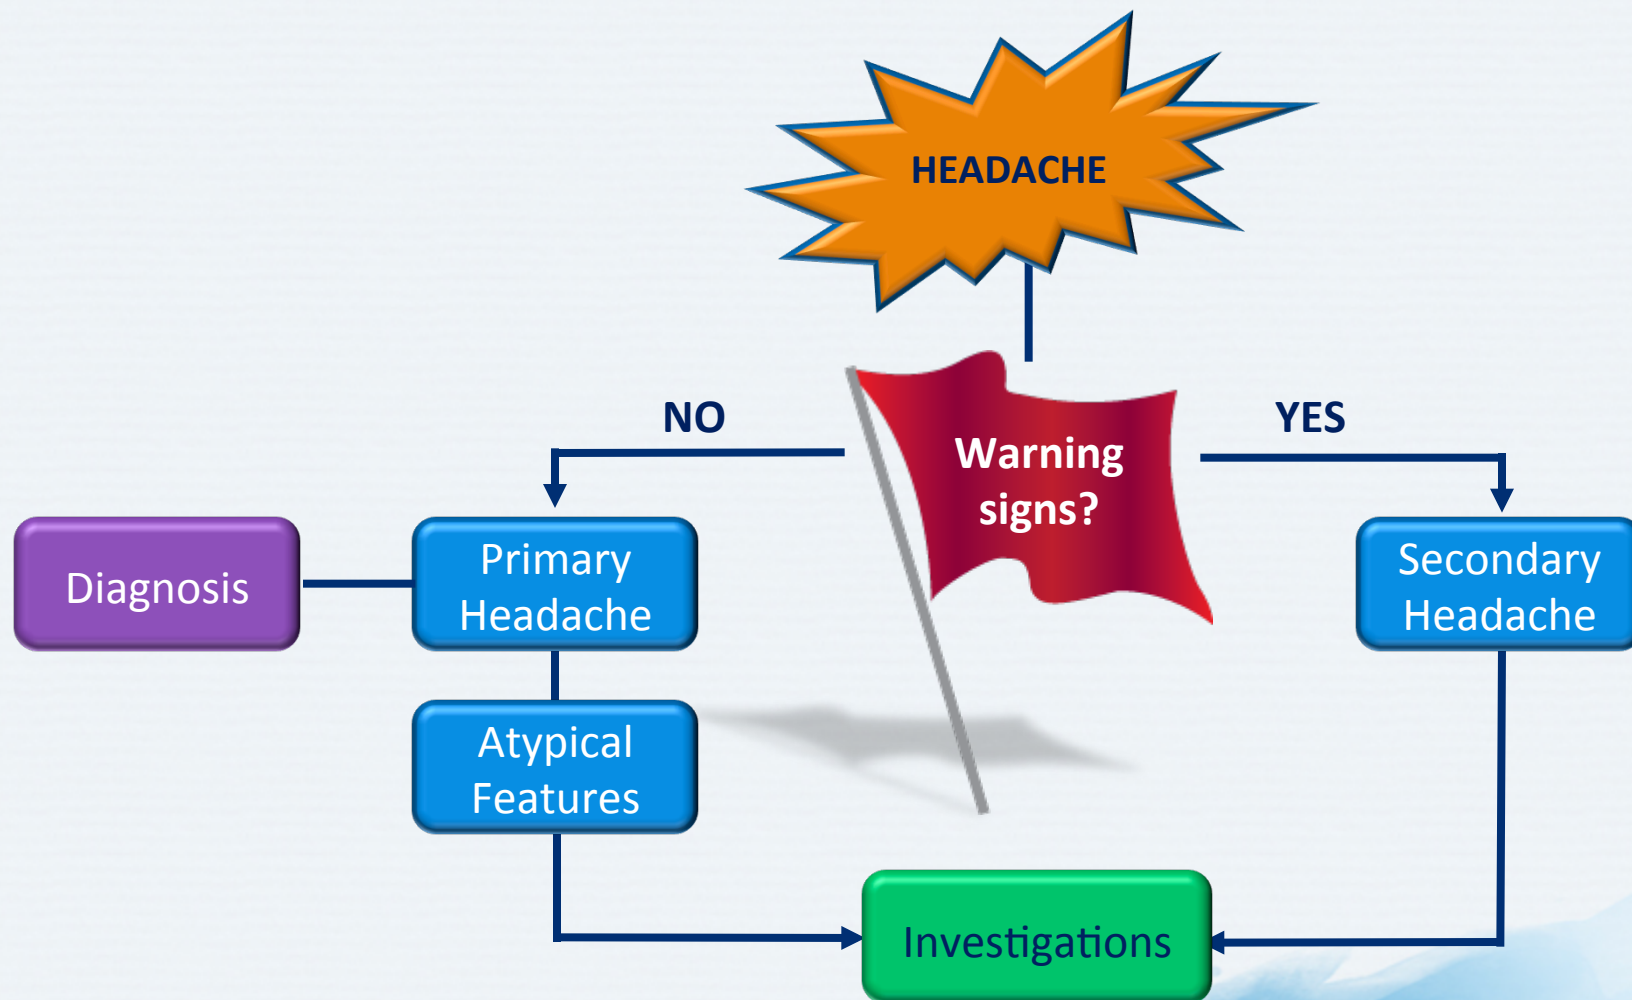 HEADACHE
NO
YES
Warning
signs?
Diagnosis
Primary
Headache
Secondary
Headache
Atypical
Features
Investigations